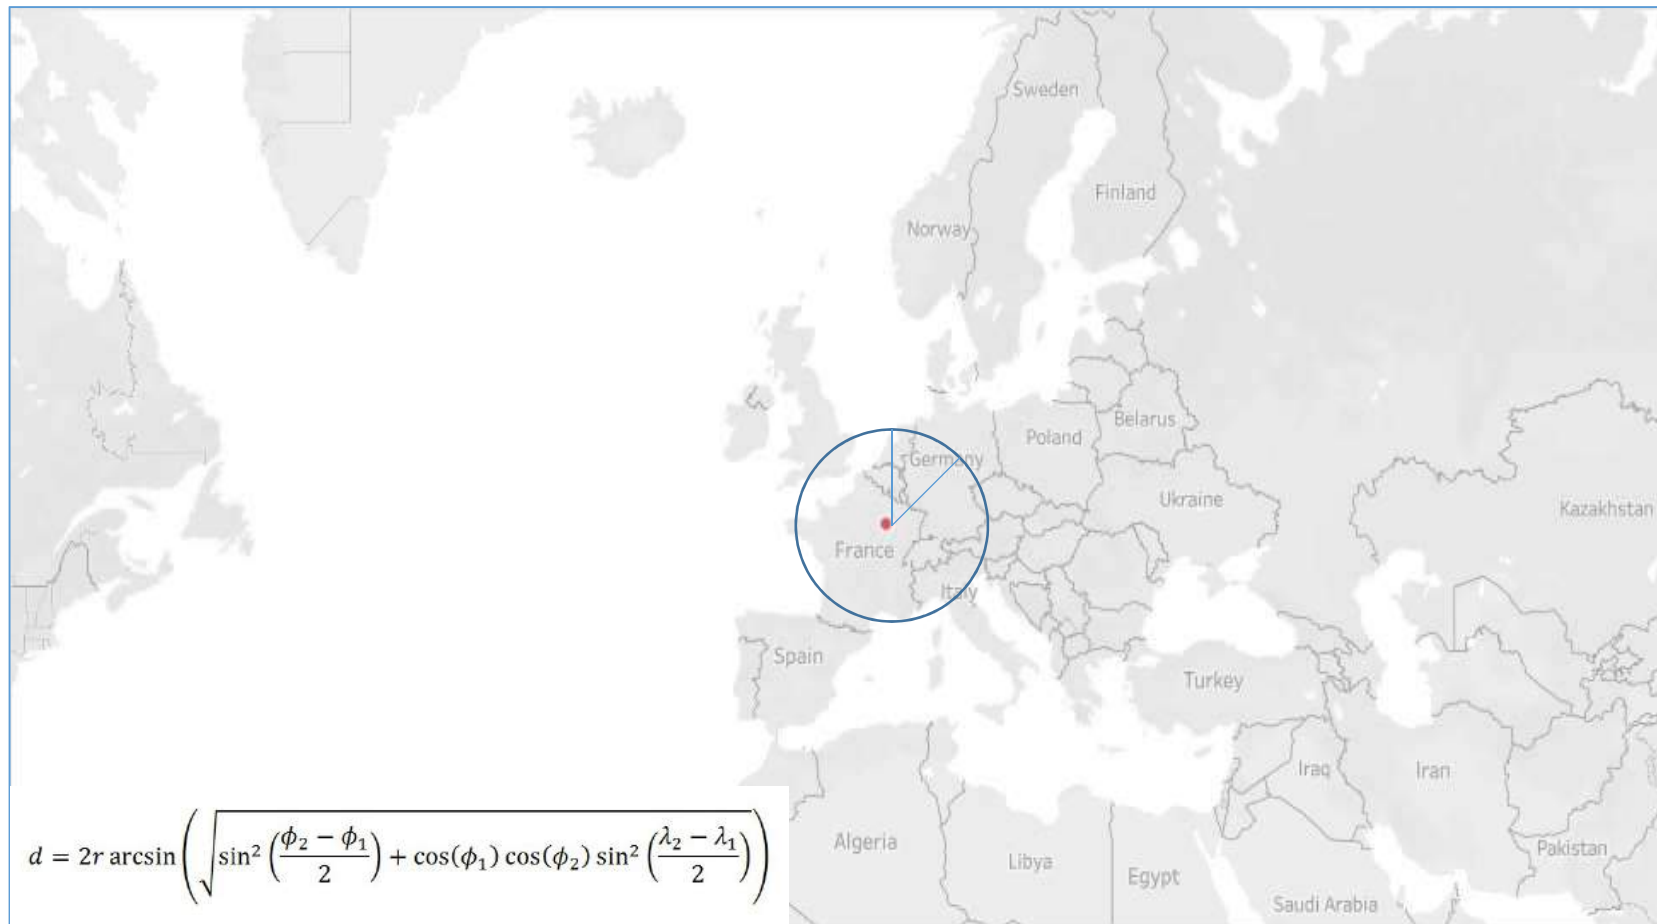 Sweden
Finland
Norway
Belarus
Poland
Germany
Ukraine
Kazakhstan
France
Italy
Spain
Turkey
Iraq
Iran
Algeria
Libya
Pakistan
Egypt
Saudi Arabia
d = 2r arcsin(√(sin²((ϕ₂ − ϕ₁)/2) + cos(ϕ₁) cos(ϕ₂) sin²((λ₂ − λ₁)/2)))